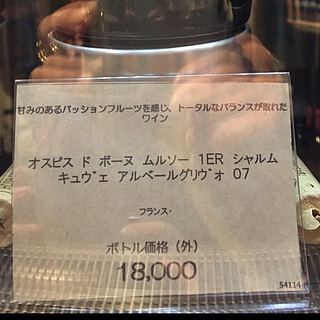 甘みのあるパッションフルーツを感じ、トータルなバランスが取れた
ワイン
オスピス ド ボーヌ ムルソー 1ER シャルム
キュヴェ アルベールグリヴォ 07
フランス・
ボトル価格（外）
18,000
S4114